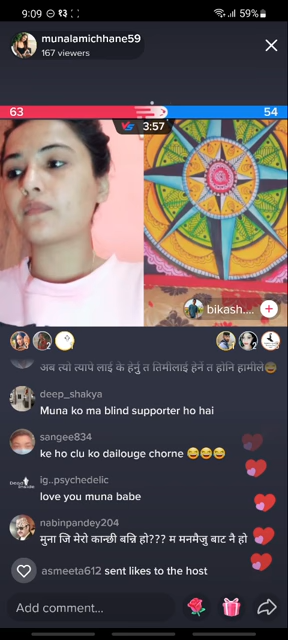 9:09 ९३ 59%
munalamichhane59
167 viewers
63 54
VS 3:57
bikash....
अब त्यो त्यापे लाई के हेर्नु त तिमीलाई हेर्ने त होनि हामीले😅
deep_shakya
Muna ko ma blind supporter ho hai
sangee834
ke ho clu ko dailouge chorne 😂😂😂
ig..psychedelic
love you muna babe
nabinpandey204
मुना जि मेरो कान्छी बन्नि हो??? म मनमैजु बाट नै हो
asmeeta612 sent likes to the host
Add comment...